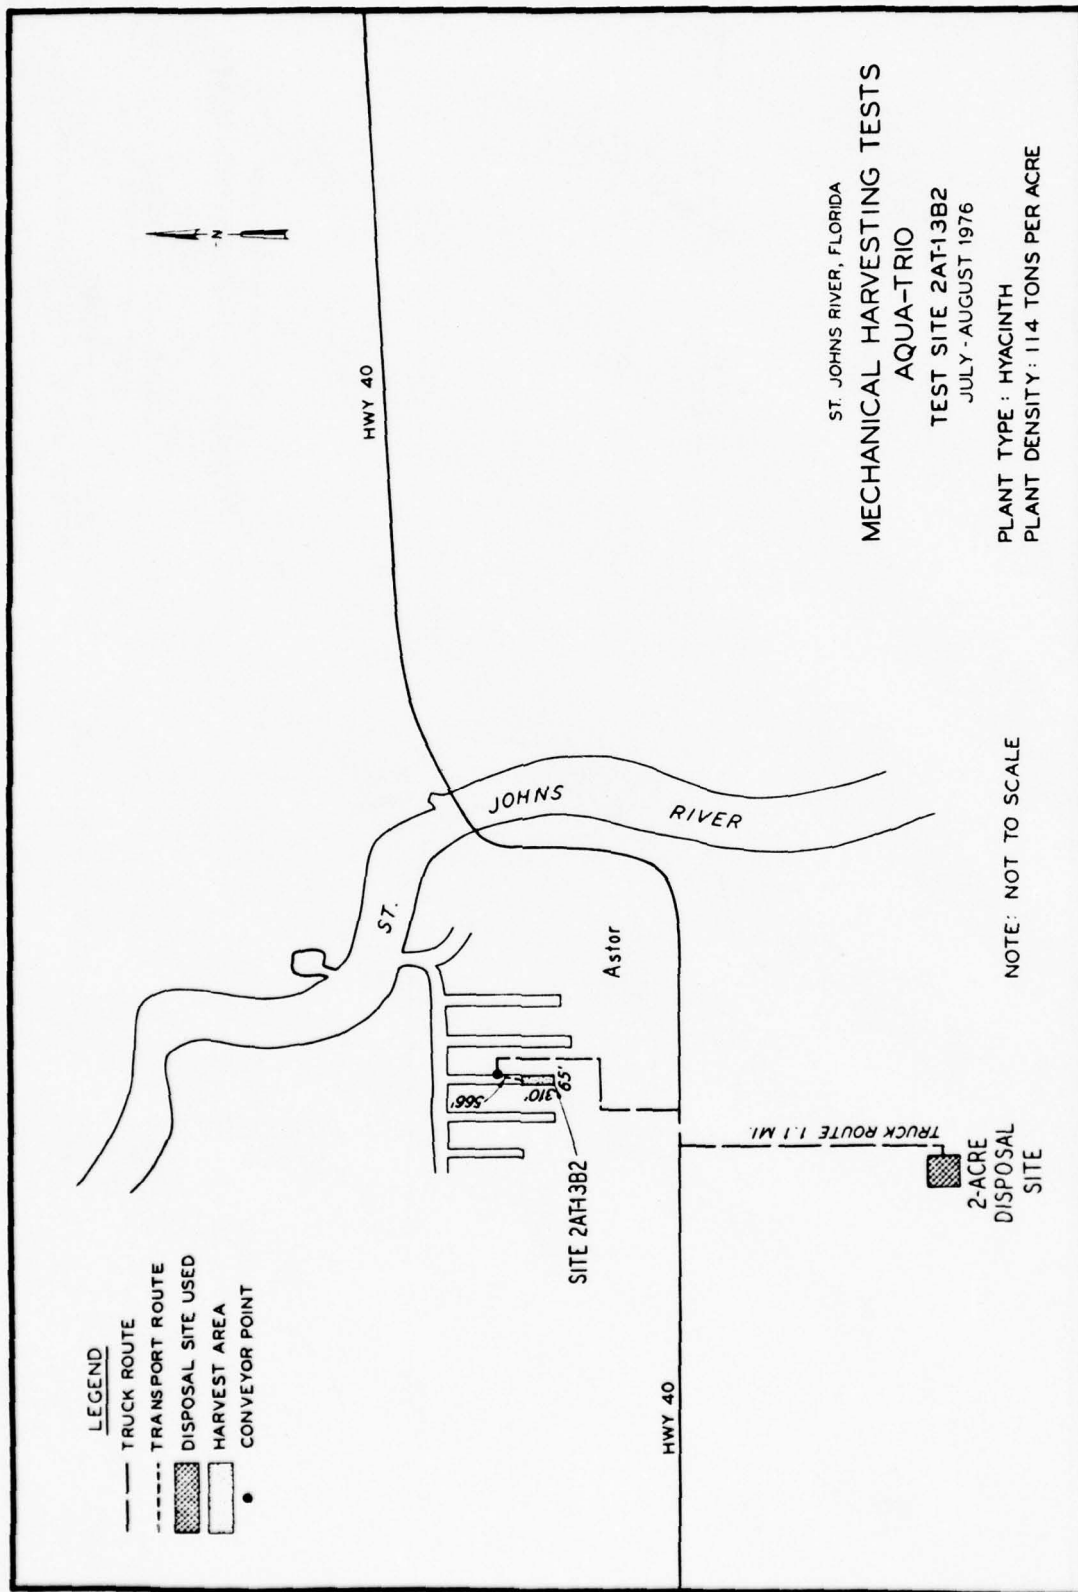 LEGEND
TRUCK ROUTE
TRANSPORT ROUTE
DISPOSAL SITE USED
HARVEST AREA
CONVEYOR POINT
N
HWY 40
ST.
JOHNS
RIVER
Astor
566'
310'
65'
SITE 2AT-13B2
HWY 40
TRUCK ROUTE 1.1 MI.
2-ACRE
DISPOSAL
SITE
NOTE: NOT TO SCALE
ST. JOHNS RIVER, FLORIDA
MECHANICAL HARVESTING TESTS
AQUA-TRIO
TEST SITE 2AT-13B2
JULY - AUGUST 1976
PLANT TYPE : HYACINTH
PLANT DENSITY : 114 TONS PER ACRE